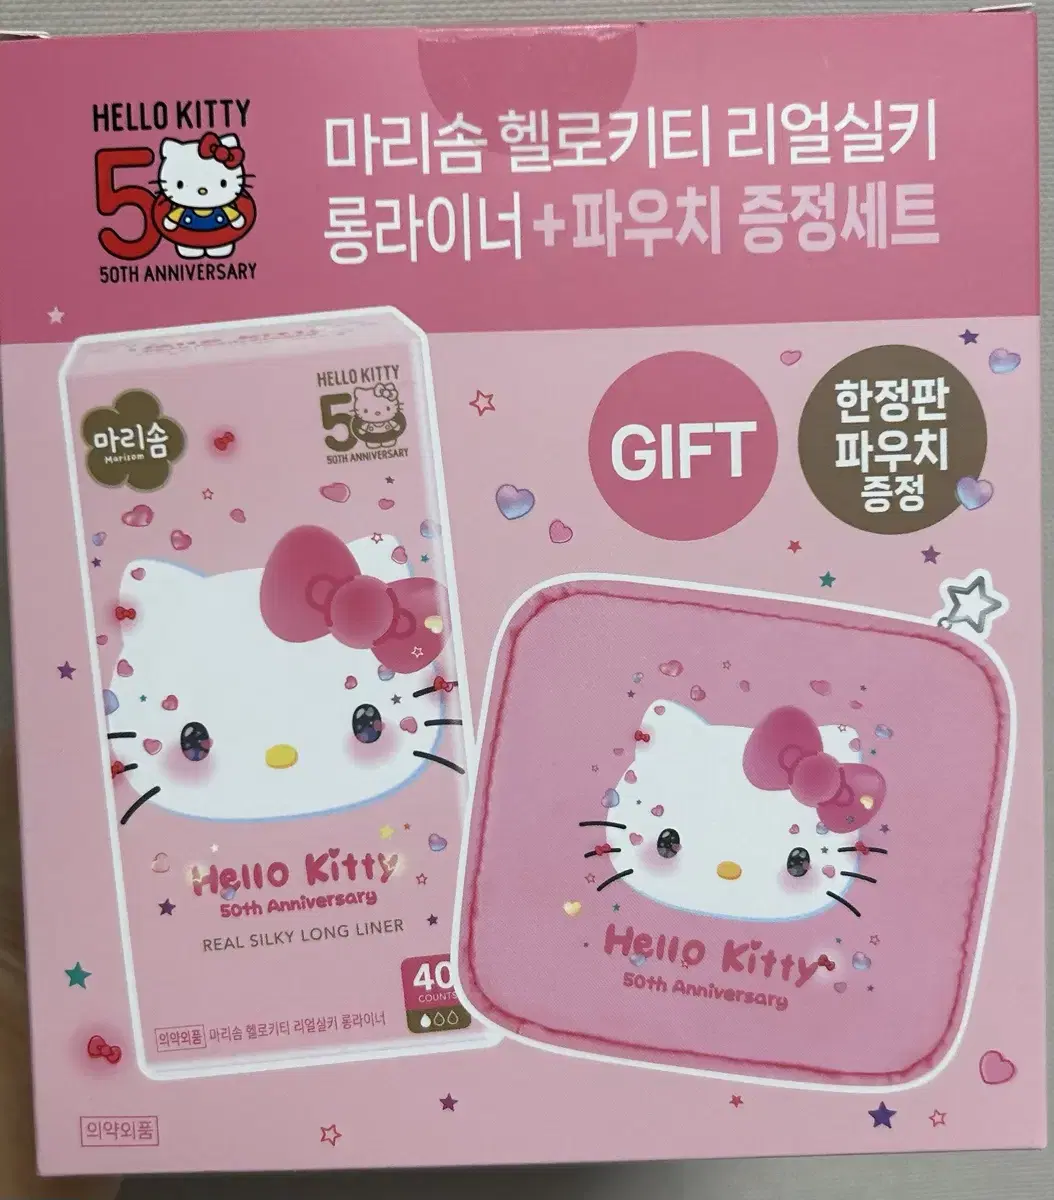 HELLO KITTY
50
50TH ANNIVERSARY
마리솜 헬로키티 리얼실키
롱라이너+파우치 증정세트
마리솜
Marisom
HELLO KITTY
50
50TH ANNIVERSARY
GIFT
한정판
파우치
증정
Hello Kitty
50th Anniversary
REAL SILKY LONG LINER
40
COUNTS
의약외품 마리솜 헬로키티 리얼실키 롱라이너
Hello Kitty
50th Anniversary
의약외품